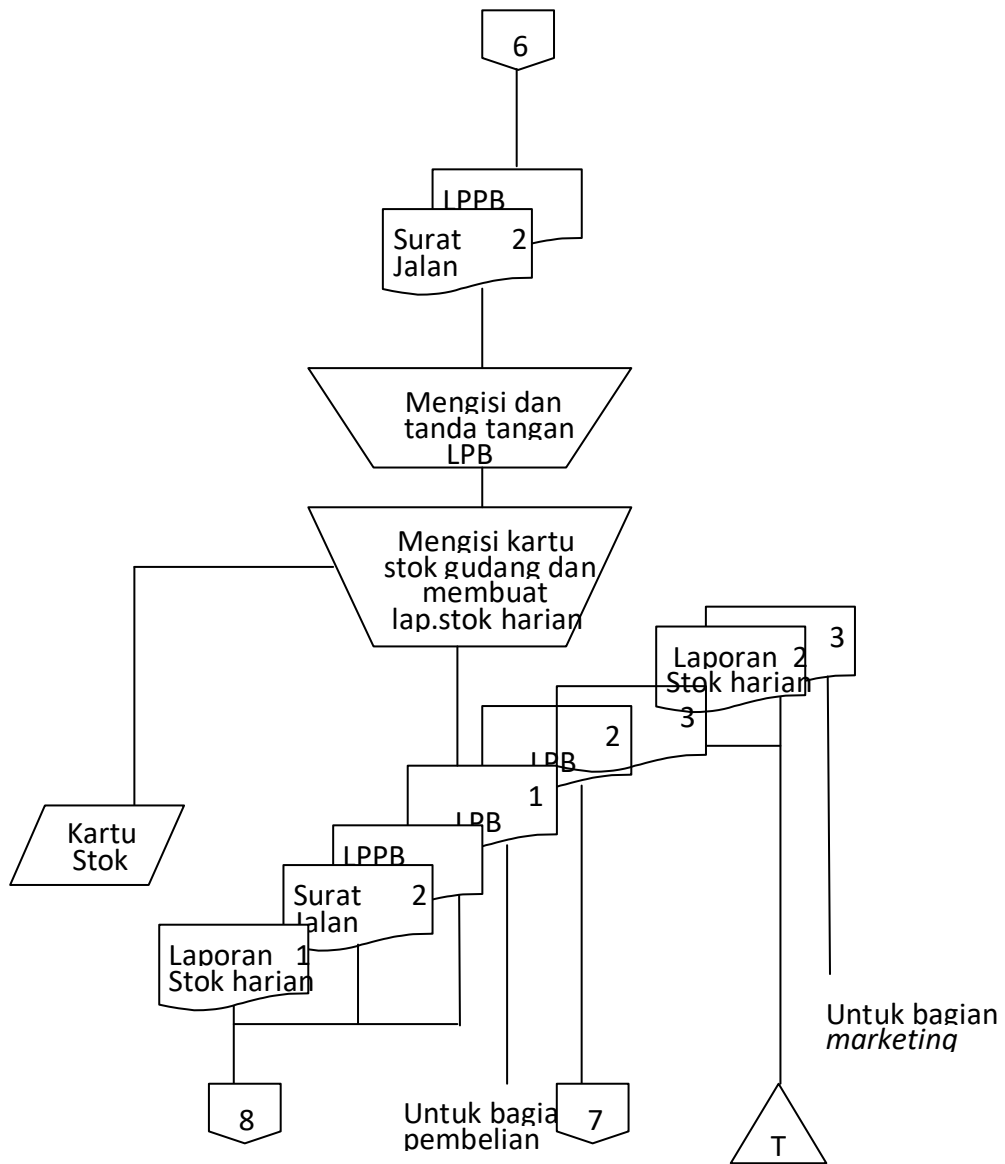 6
LPPB
Surat 2
Jalan
Mengisi dan
tanda tangan
LPB
Mengisi kartu
stok gudang dan
membuat
lap.stok harian
3
Laporan 2
Stok harian
3
2
LPB
1
LPB
Kartu
Stok
LPPB
Surat 2
Jalan
Laporan 1
Stok harian
Untuk bagian
marketing
8
Untuk bagia
pembelian
7
T